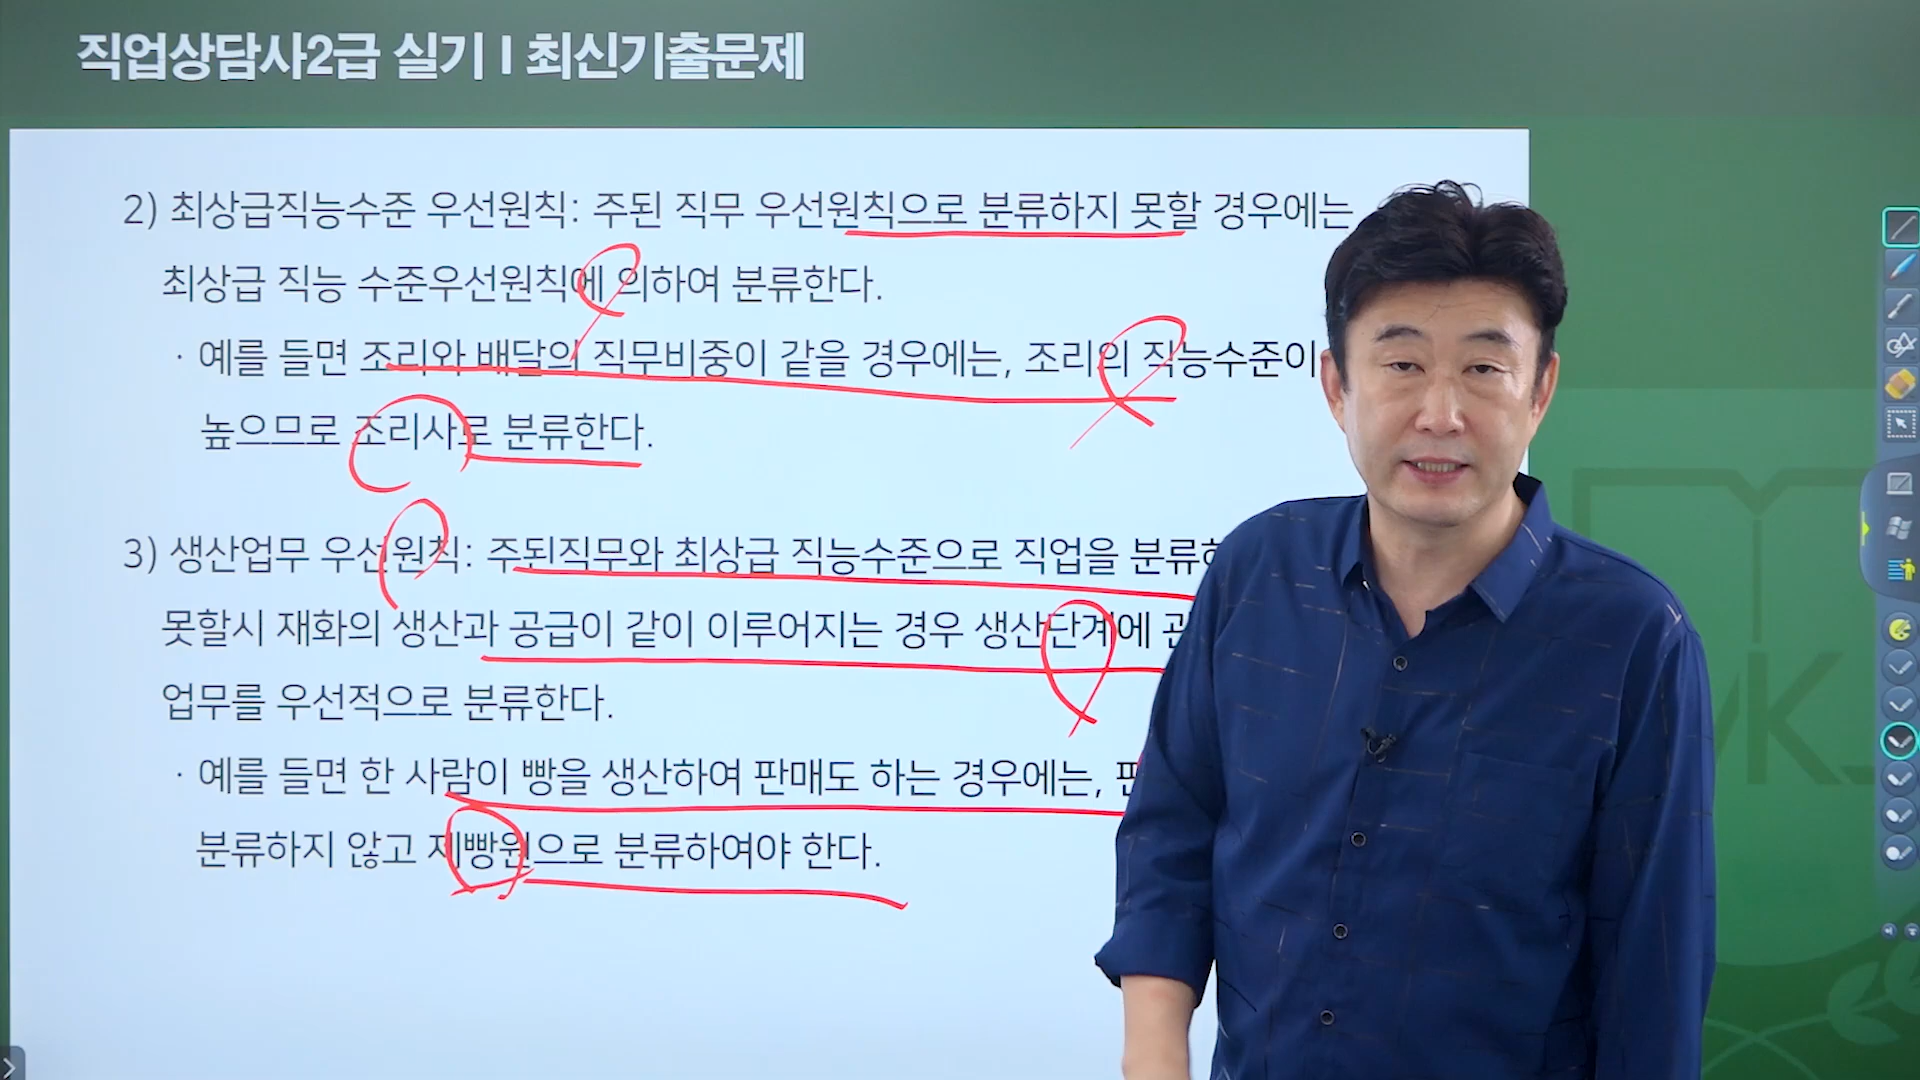 직업상담사2급 실기 I 최신기출문제
2) 최상급직능수준 우선원칙: 주된 직무 우선원칙으로 분류하지 못할 경우에는
최상급 직능 수준우선원칙에 의하여 분류한다.
· 예를 들면 조리와 배달의 직무비중이 같을 경우에는, 조리의 직능수준이
높으므로 조리사로 분류한다.
3) 생산업무 우선원칙: 주된직무와 최상급 직능수준으로 직업을 분류
못할시 재화의 생산과 공급이 같이 이루어지는 경우 생산단계에
업무를 우선적으로 분류한다.
· 예를 들면 한 사람이 빵을 생산하여 판매도 하는 경우에는,
분류하지 않고 제빵원으로 분류하여야 한다.